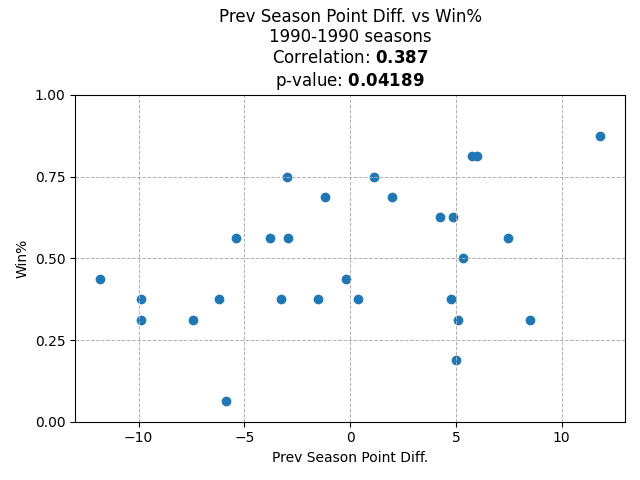 Prev Season Point Diff. vs Win%
1990-1990 seasons
Correlation: 0.387
p-value: 0.04189
1.00
0.75
0.50
0.25
0.00
Win%
−10
−5
0
5
10
Prev Season Point Diff.